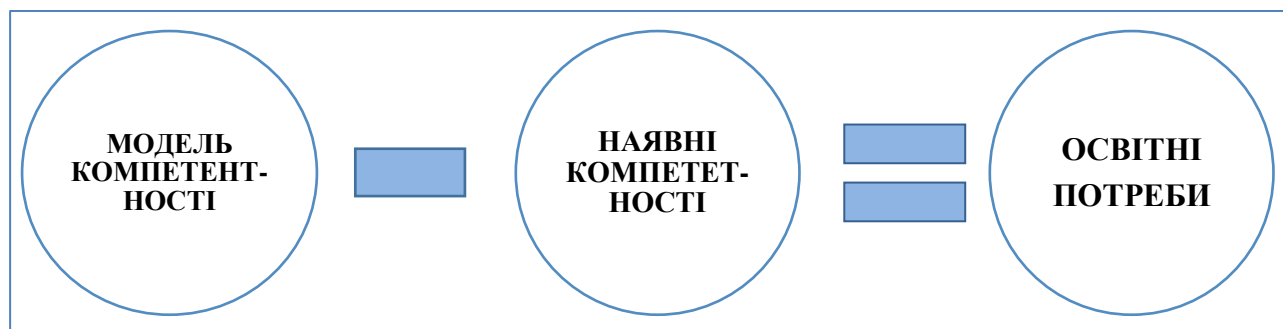 МОДЕЛЬ
КОМПЕТЕНТ-
НОСТІ
НАЯВНІ
КОМПЕТЕТ-
НОСТІ
ОСВІТНІ
ПОТРЕБИ